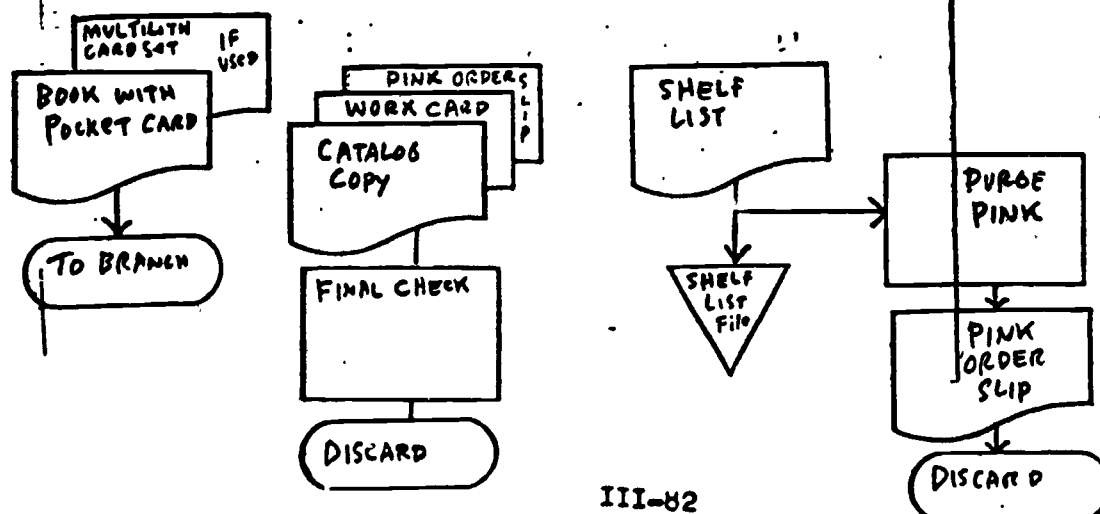 MULTILITH
CARD SET
IF
USED
BOOK WITH
POCKET CARD
TO BRANCH
PINK ORDER
SLIP
WORK CARD
CATALOG
COPY
FINAL CHECK
DISCARD
SHELF
LIST
SHELF
LIST
File
PURGE
PINK
PINK
ORDER
SLIP
DISCARD
III-82